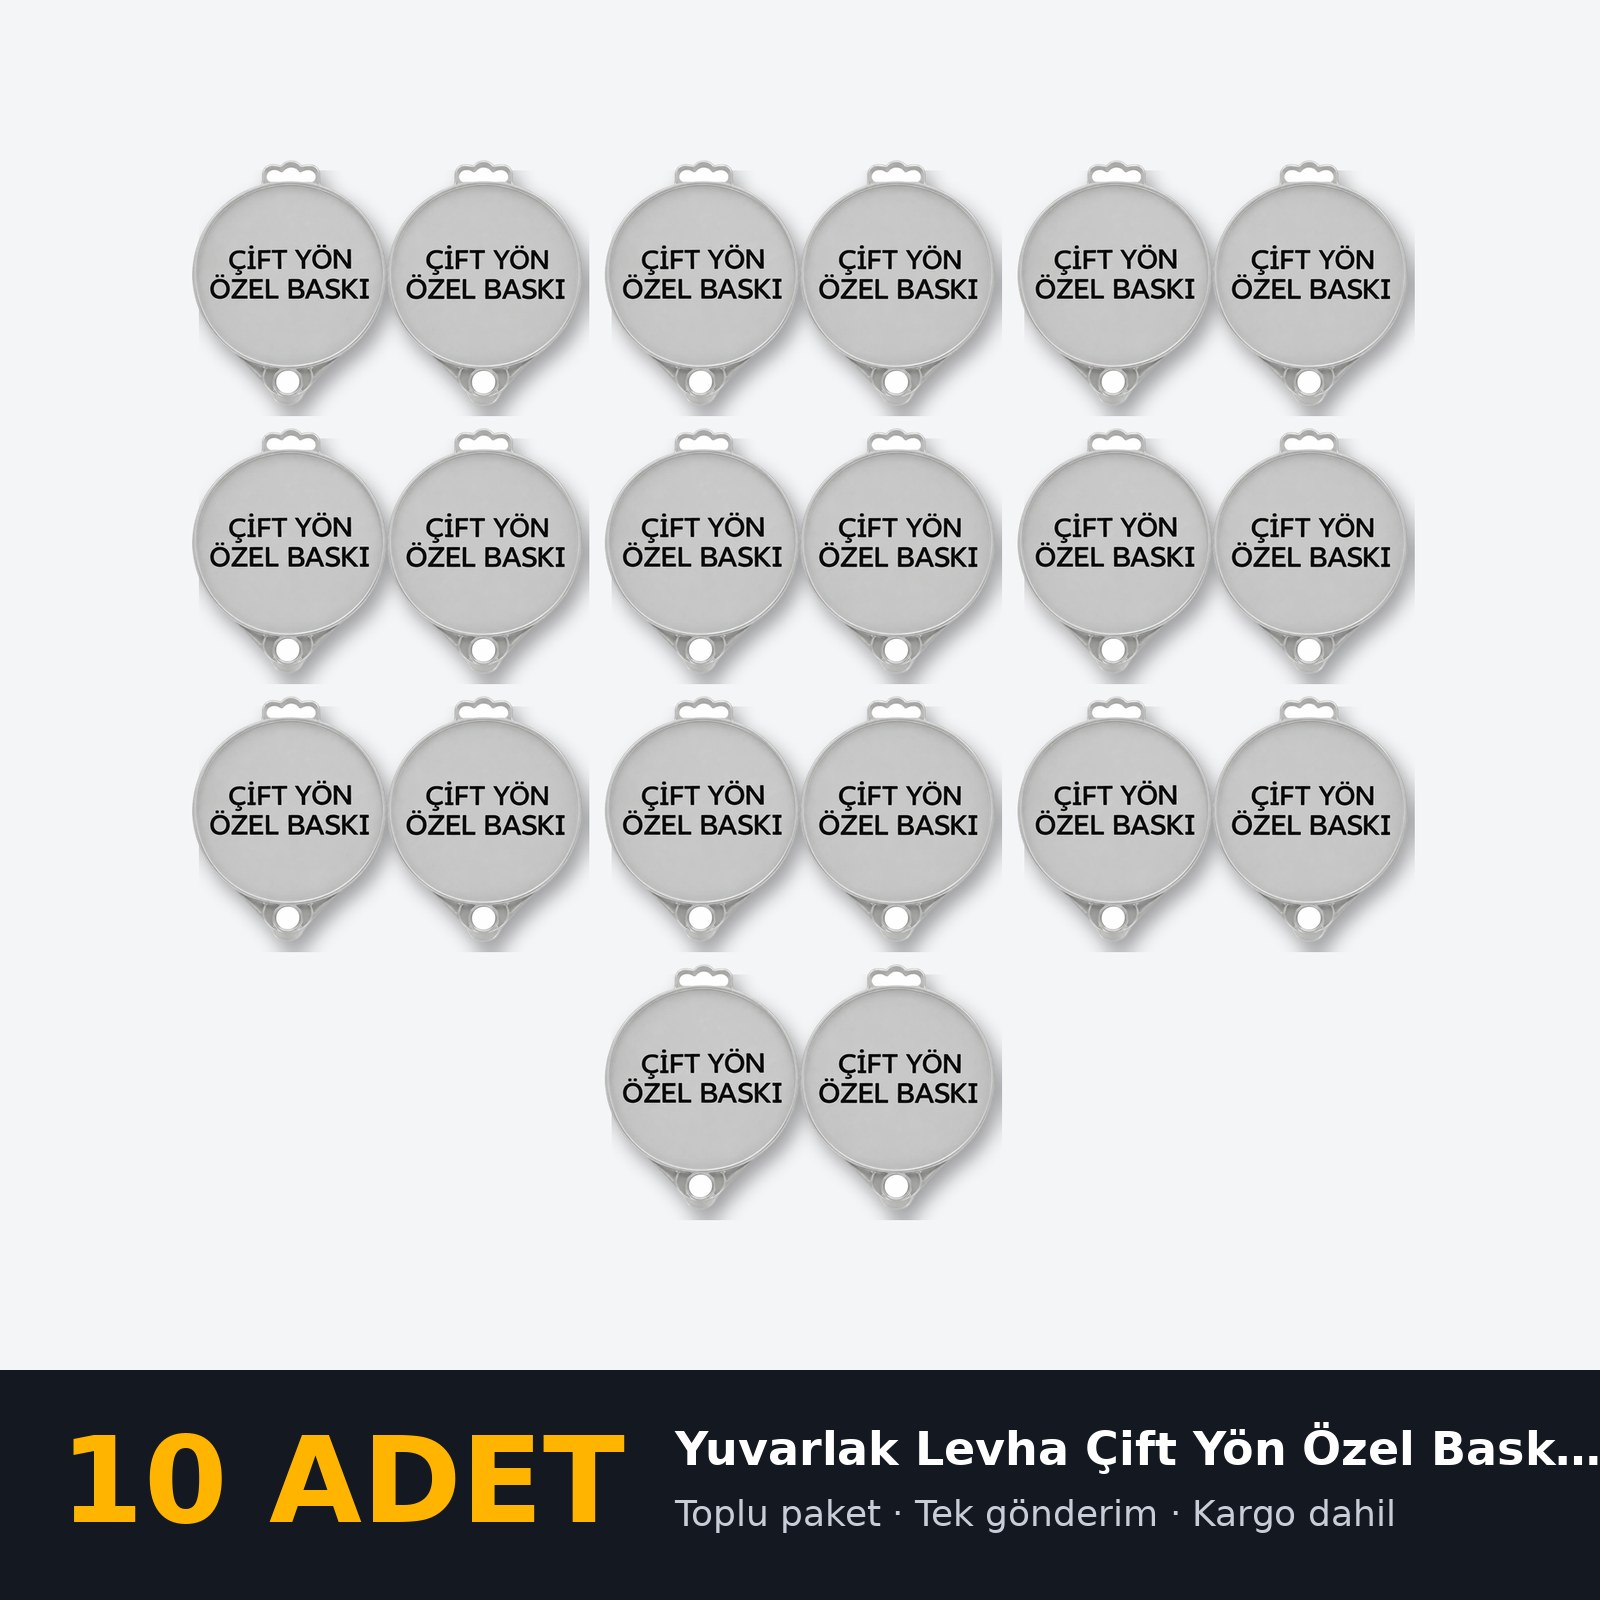 ÇİFT YÖN ÇİFT YÖN ÇİFT YÖN ÇİFT YÖN ÇİFT YÖN ÇİFT YÖN
ÖZEL BASKI ÖZEL BASKI ÖZEL BASKI ÖZEL BASKI ÖZEL BASKI ÖZEL BASKI
ÇİFT YÖN ÇİFT YÖN ÇİFT YÖN ÇİFT YÖN ÇİFT YÖN ÇİFT YÖN
ÖZEL BASKI ÖZEL BASKI ÖZEL BASKI ÖZEL BASKI ÖZEL BASKI ÖZEL BASKI
ÇİFT YÖN ÇİFT YÖN ÇİFT YÖN ÇİFT YÖN ÇİFT YÖN ÇİFT YÖN
ÖZEL BASKI ÖZEL BASKI ÖZEL BASKI ÖZEL BASKI ÖZEL BASKI ÖZEL BASKI
ÇİFT YÖN ÇİFT YÖN
ÖZEL BASKI ÖZEL BASKI
10 ADET
Yuvarlak Levha Çift Yön Özel Bask...
Toplu paket · Tek gönderim · Kargo dahil